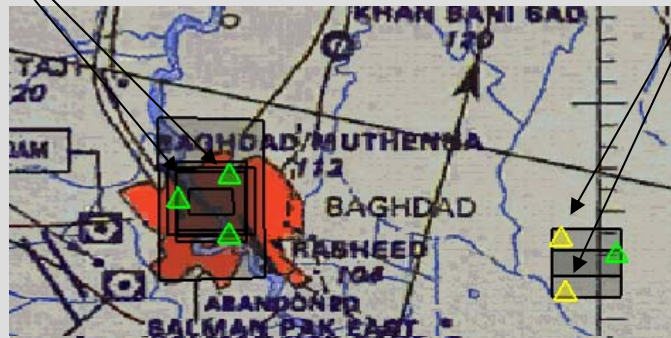 KHAN BANI SAD
120
TAJI
20
BAGHDAD/MUTHENNA
112
BAGHDAD
RASHEED
104
ABANDONED
SALMAN PAK EAST